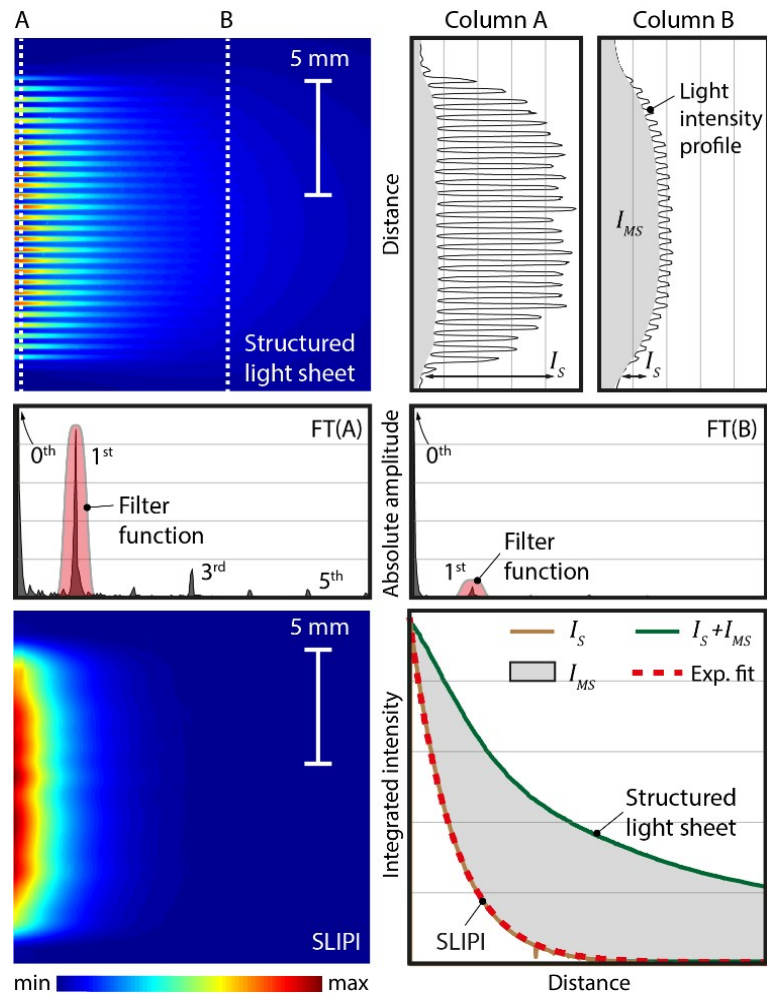 A
B
5 mm
Structured
light sheet
Column A
Column B
Distance
Light
intensity
profile
I_MS
I_S
I_S
FT(A)
0th
1st
Filter
function
3rd
5th
Absolute amplitude
FT(B)
0th
1st
Filter
function
5 mm
SLIPI
min
max
Integrated intensity
I_S
I_S+I_MS
I_MS
Exp. fit
Structured
light sheet
SLIPI
Distance